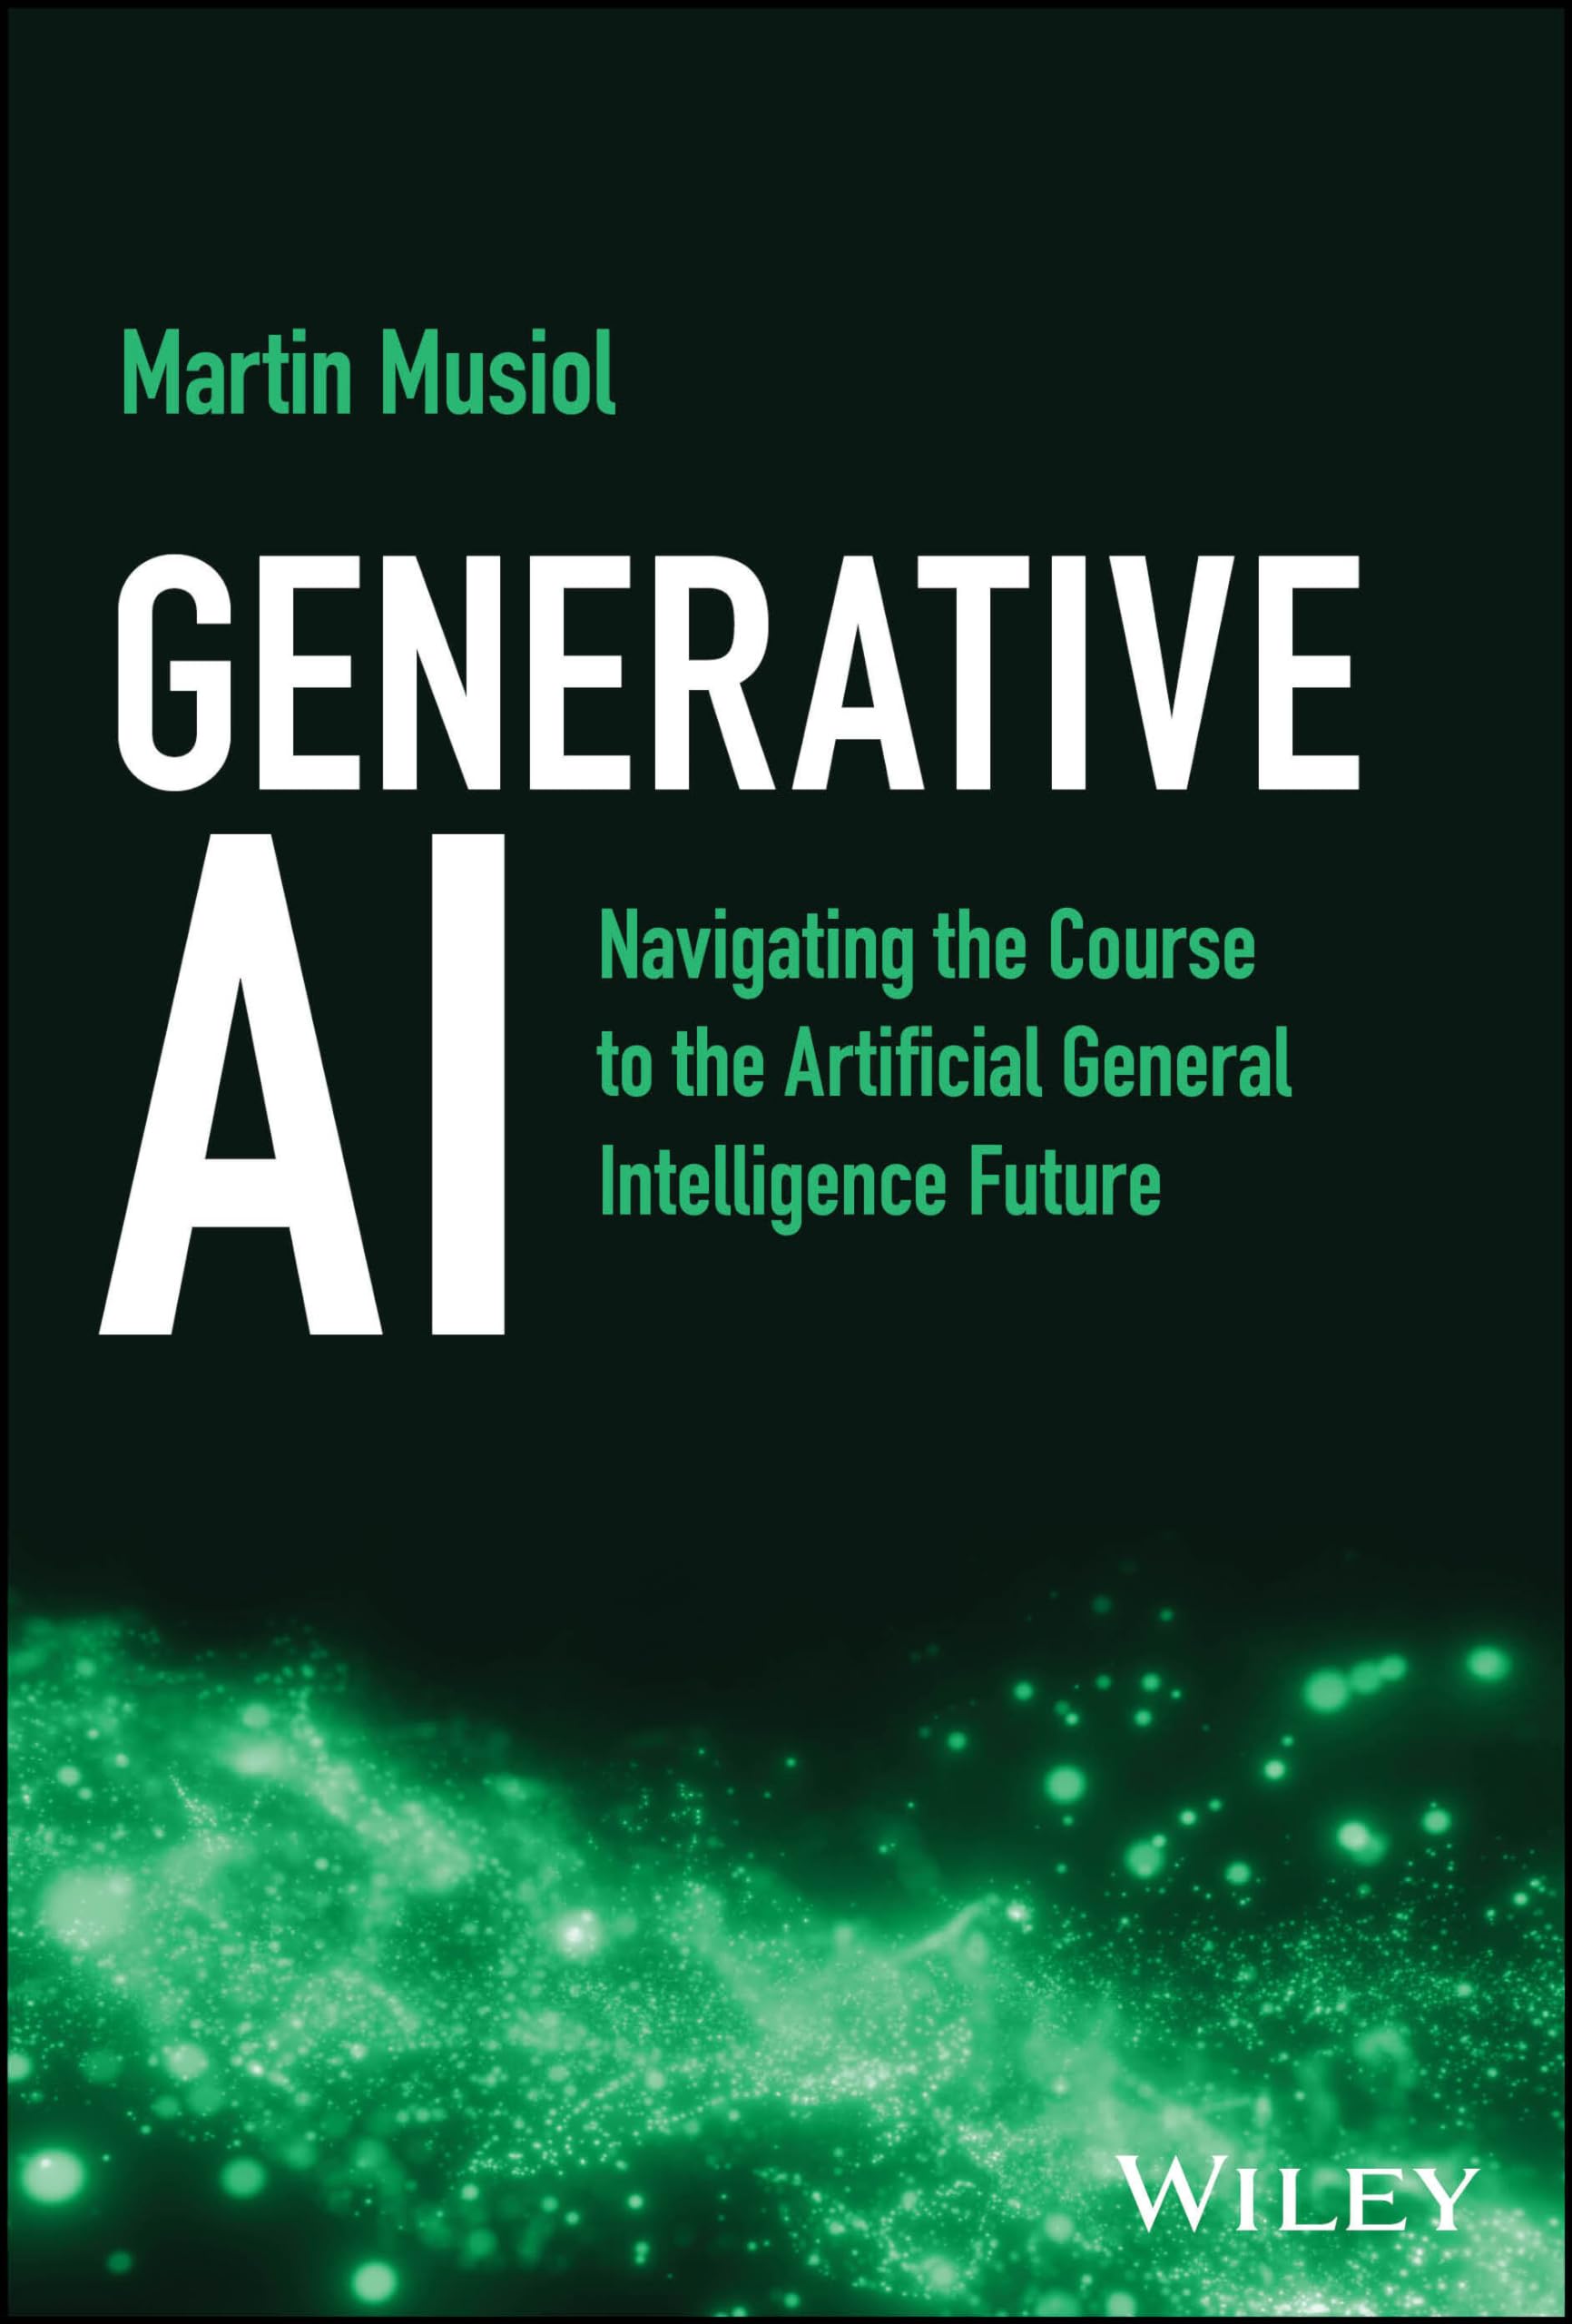 Martin Musiol
GENERATIVE
AI
Navigating the Course
to the Artificial General
Intelligence Future
WILEY